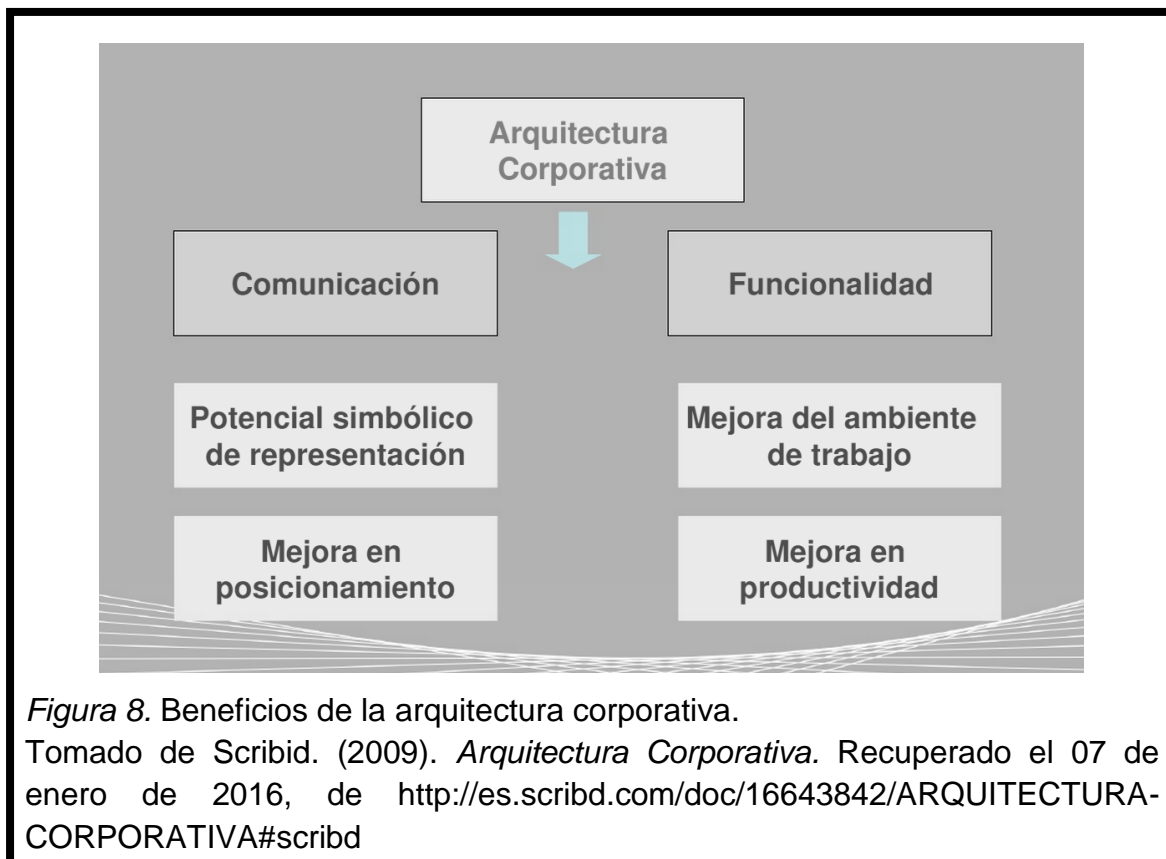 Arquitectura
Corporativa
Comunicación
Funcionalidad
Potencial simbólico
de representación
Mejora del ambiente
de trabajo
Mejora en
posicionamiento
Mejora en
productividad
Figura 8. Beneficios de la arquitectura corporativa.
Tomado de Scribid. (2009). Arquitectura Corporativa. Recuperado el 07 de
enero de 2016, de http://es.scribd.com/doc/16643842/ARQUITECTURA-
CORPORATIVA#scribd